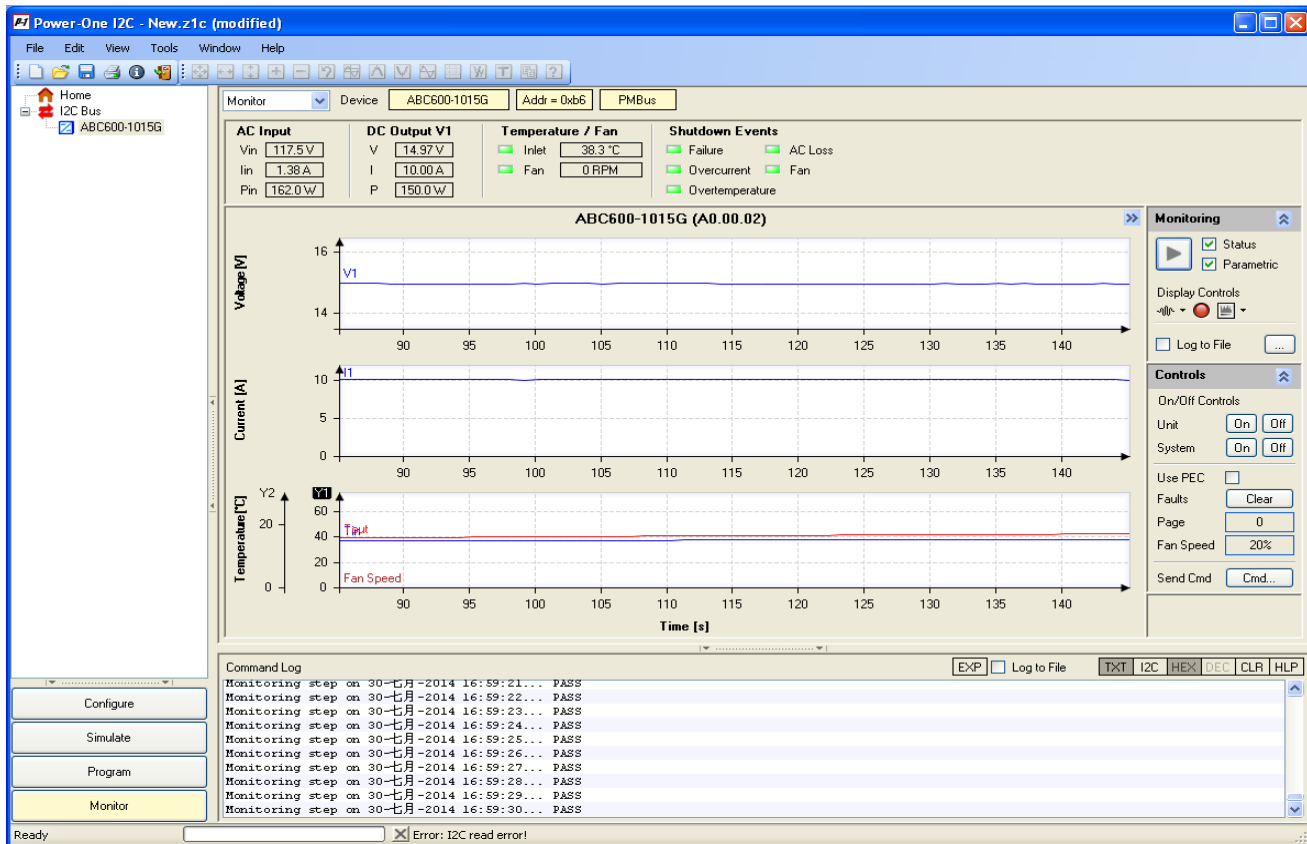 Power-One I2C - New.z1c (modified)
File Edit View Tools Window Help
Home
I2C Bus
ABC600-1015G
Monitor Device ABC600-1015G Addr = 0xb6 PMBus
AC Input DC Output V1 Temperature / Fan Shutdown Events
Vin 117.5 V V 14.97 V Inlet 38.3 °C Failure AC Loss
Iin 1.38 A I 10.00 A Fan 0 RPM Overcurrent Fan
Pin 162.0 W P 150.0 W Overtemperature
ABC600-1015G (A0.00.02)
Voltage [V]
16
V1
14
90 95 100 105 110 115 120 125 130 135 140
Current [A]
10 I1
5
0
90 95 100 105 110 115 120 125 130 135 140
Temperature [°C]
Y2 Y1
60
20 40
20
Fan Speed
0 0
90 95 100 105 110 115 120 125 130 135 140
Time [s]
Monitoring
Status
Parametric
Display Controls
Log to File ...
Controls
On/Off Controls
Unit On Off
System On Off
Use PEC
Faults Clear
Page 0
Fan Speed 20%
Send Cmd Cmd...
Command Log EXP Log to File TXT I2C HEX DEC CLR HLP
Monitoring step on 30-七月-2014 16:59:21... PASS
Monitoring step on 30-七月-2014 16:59:22... PASS
Monitoring step on 30-七月-2014 16:59:23... PASS
Monitoring step on 30-七月-2014 16:59:24... PASS
Monitoring step on 30-七月-2014 16:59:25... PASS
Monitoring step on 30-七月-2014 16:59:26... PASS
Monitoring step on 30-七月-2014 16:59:27... PASS
Monitoring step on 30-七月-2014 16:59:28... PASS
Monitoring step on 30-七月-2014 16:59:29... PASS
Monitoring step on 30-七月-2014 16:59:30... PASS
Configure
Simulate
Program
Monitor
Ready Error: I2C read error!